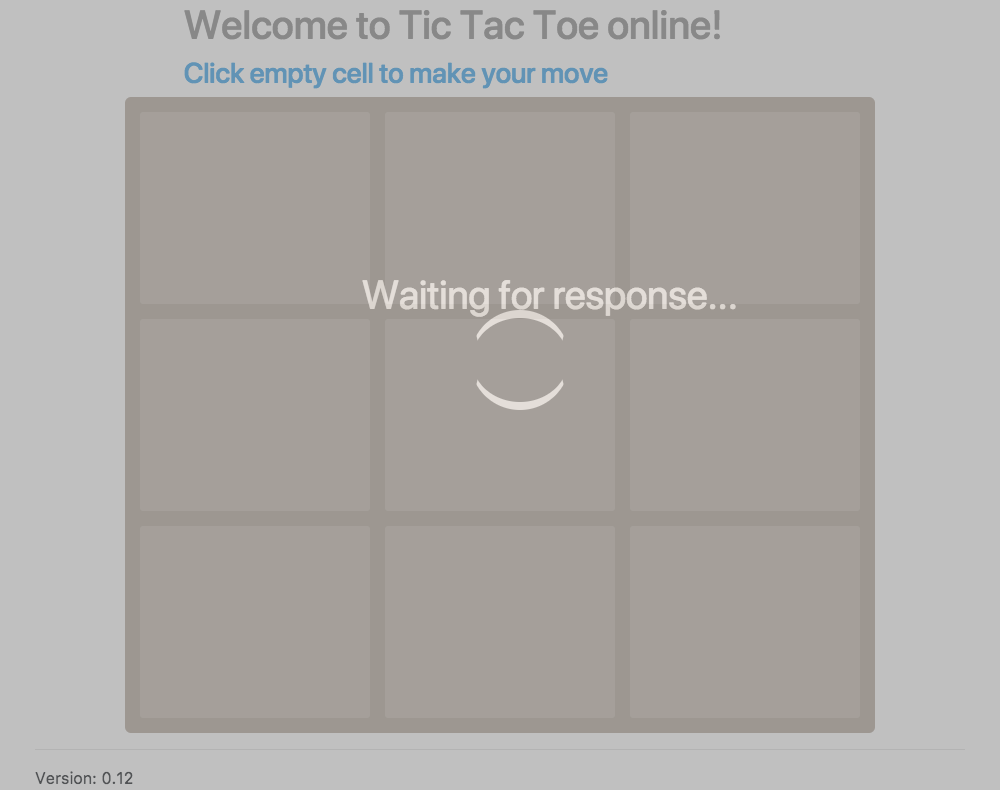 Welcome to Tic Tac Toe online!
Click empty cell to make your move
Waiting for response...
Version: 0.12